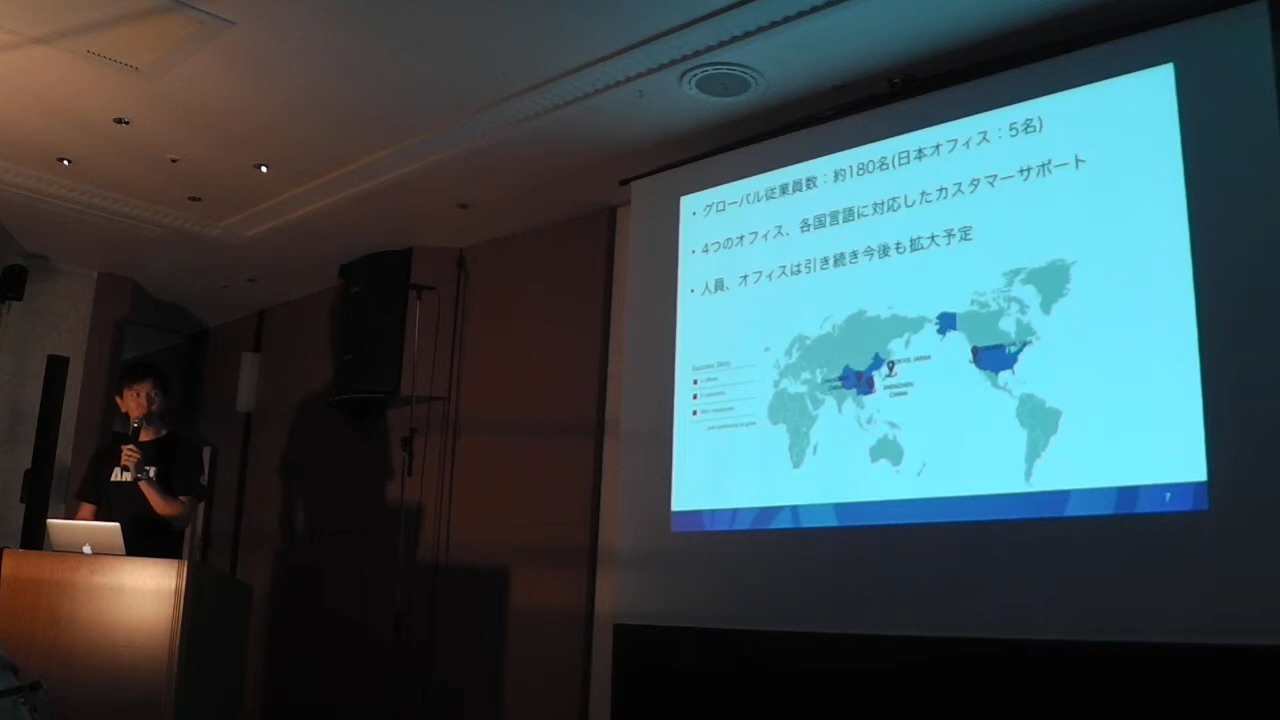 ・グローバル従業員数：約180名(日本オフィス：5名)
・4つのオフィス、各国言語に対応したカスタマーサポート
・人員、オフィスは引き続き今後も拡大予定
TOKYO, JAPAN
SHENZHEN,
CHINA
7